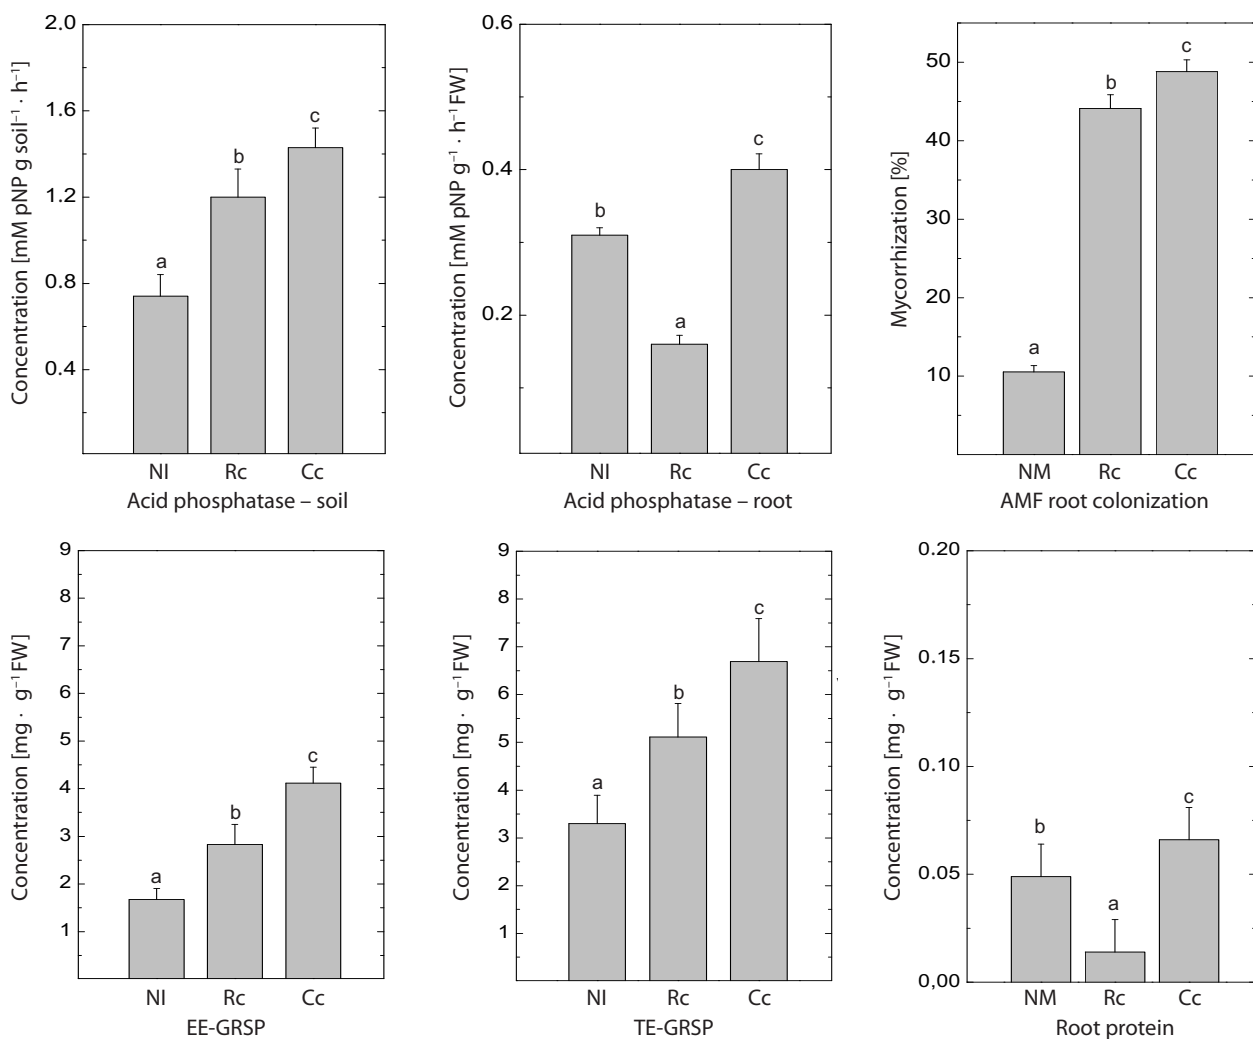 Concentration [mM pNP g soil⁻¹ · h⁻¹]
2.0
1.6
1.2
0.8
0.4
a
b
c
NI Rc Cc
Acid phosphatase – soil
Concentration [mM pNP g⁻¹ · h⁻¹ FW]
0.6
0.4
0.2
b
a
c
NI Rc Cc
Acid phosphatase – root
Mycorrhization [%]
50
40
30
20
10
a
b
c
NM Rc Cc
AMF root colonization
Concentration [mg · g⁻¹ FW]
9
8
7
6
5
4
3
2
1
a
b
c
NI Rc Cc
EE-GRSP
Concentration [mg · g⁻¹ FW]
9
8
7
6
5
4
3
2
1
a
b
c
NI Rc Cc
TE-GRSP
Concentration [mg · g⁻¹ FW]
0.20
0.15
0.10
0.05
0,00
b
a
c
NM Rc Cc
Root protein